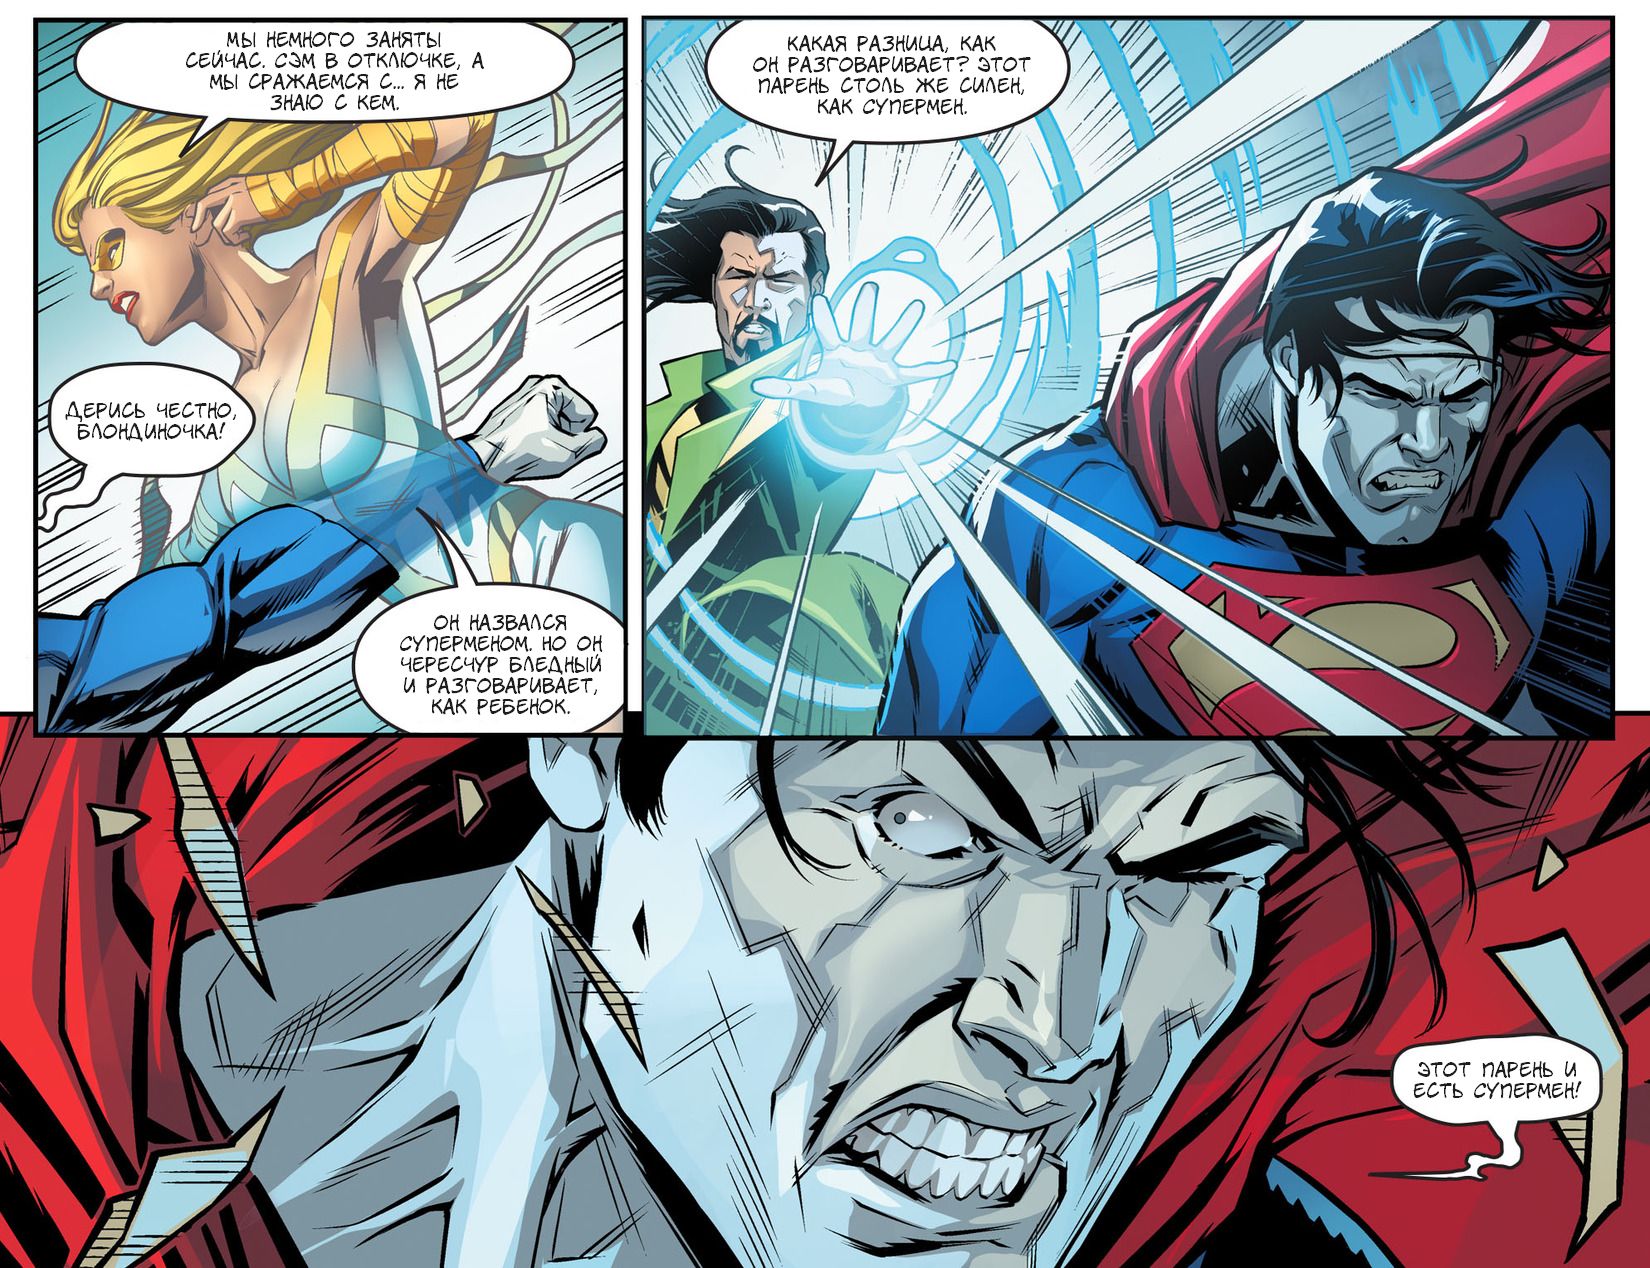 МЫ НЕМНОГО ЗАНЯТЫ
СЕЙЧАС. СЭМ В ОТКЛЮЧКЕ, А
МЫ СРАЖАЕМСЯ С... Я НЕ
ЗНАЮ С КЕМ.
ДЕРИСЬ ЧЕСТНО,
БЛОНДИНОЧКА!
ОН НАЗВАЛСЯ
СУПЕРМЕНОМ. НО ОН
ЧЕРЕСЧУР БЛЕДНЫЙ
И РАЗГОВАРИВАЕТ,
КАК РЕБЕНОК.
КАКАЯ РАЗНИЦА, КАК
ОН РАЗГОВАРИВАЕТ? ЭТОТ
ПАРЕНЬ СТОЛЬ ЖЕ СИЛЕН,
КАК СУПЕРМЕН.
ЭТОТ ПАРЕНЬ И
ЕСТЬ СУПЕРМЕН!